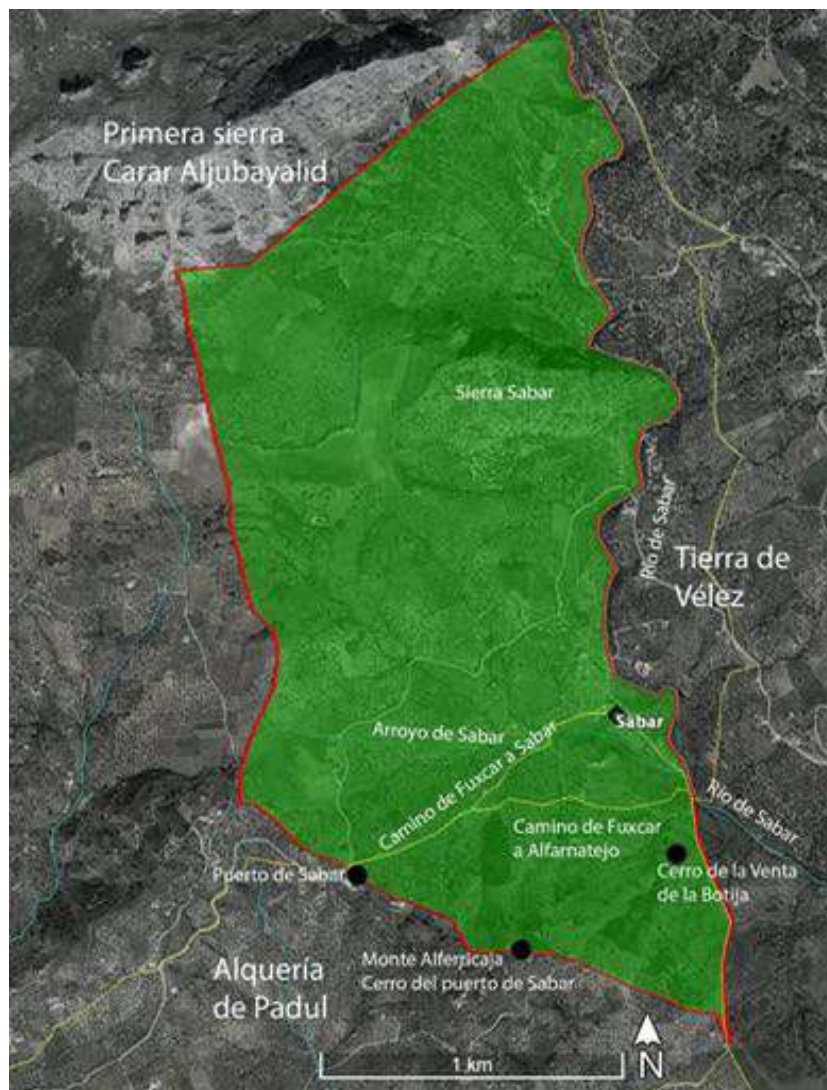 Primera sierra
Carar Aljubayalid
Sierra Sabar
Río de Sabar
Tierra de
Vélez
Sabar
Arroyo de Sabar
Camino de Fuxcar a Sabar
Río de Sabar
Camino de Fuxcar
a Alfarnatejo
Cerro de la Venta
de la Botija
Puerto de Sabar
Monte Alferricaja
Cerro del puerto de Sabar
Alquería
de Padul
1 km
N